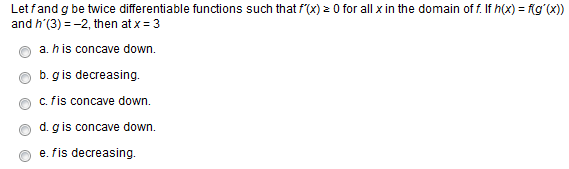 Let f and g be twice differentiable functions such that f'(x) ≥ 0 for all x in the domain of f. If h(x) = f(g'(x))
and h'(3) = −2, then at x = 3
a. h is concave down.
b. g is decreasing.
c. f is concave down.
d. g is concave down.
e. f is decreasing.